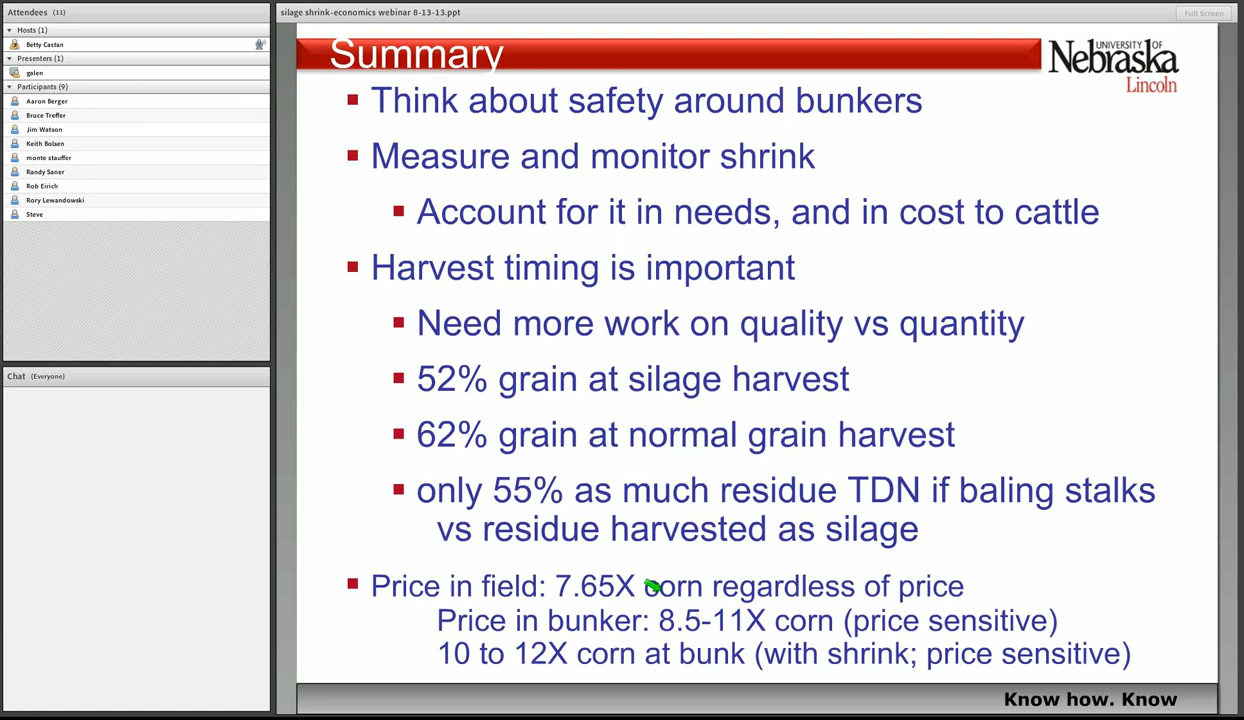 Attendees (11)
Hosts (1)
Betty Castan
Presenters (1)
galen
Participants (9)
Aaron Berger
Bruce Treffer
Jim Watson
Keith Bolsen
monte stauffer
Randy Saner
Rob Eirich
Rory Lewandowski
Steve
Chat (Everyone)
silage shrink-economics webinar 8-13-13.ppt
Full Screen
Summary
UNIVERSITY OF
Nebraska
Lincoln
Think about safety around bunkers
Measure and monitor shrink
Account for it in needs, and in cost to cattle
Harvest timing is important
Need more work on quality vs quantity
52% grain at silage harvest
62% grain at normal grain harvest
only 55% as much residue TDN if baling stalks
vs residue harvested as silage
Price in field: 7.65X corn regardless of price
Price in bunker: 8.5-11X corn (price sensitive)
10 to 12X corn at bunk (with shrink; price sensitive)
Know how. Know